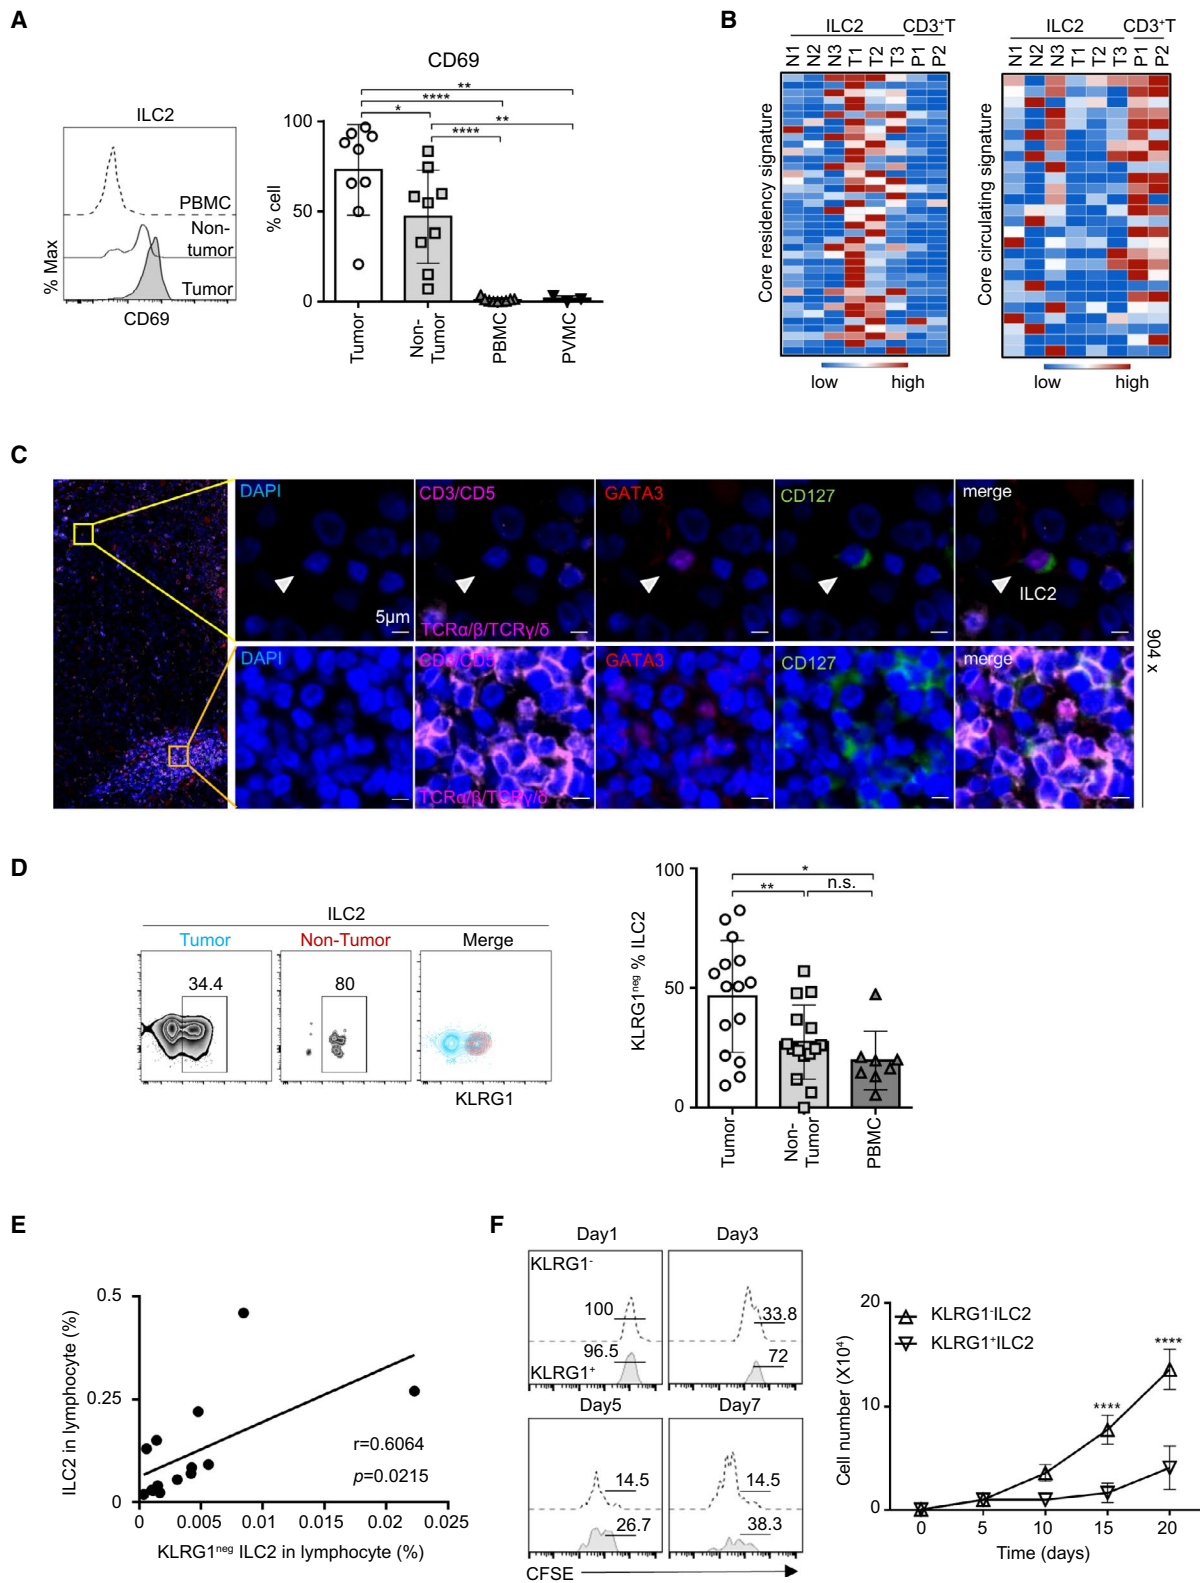 A
ILC2
PBMC
Non-
tumor
Tumor
% Max
CD69
CD69
**
****
*
**
****
% cell
100
50
0
Tumor
Non-
Tumor
PBMC
PVMC
B
ILC2
CD3⁺T
N1 N2 N3 T1 T2 T3 P1 P2
Core residency signature
low high
ILC2
CD3⁺T
N1 N2 N3 T1 T2 T3 P1 P2
Core circulating signature
low high
C
DAPI
5µm
CD3/CD5
TCRα/β/TCRγ/δ
GATA3
CD127
merge
ILC2
DAPI
CD3/CD5
TCRα/β/TCRγ/δ
GATA3
CD127
merge
904 x
D
ILC2
Tumor Non-Tumor Merge
34.4
80
KLRG1
KLRG1ⁿᵉᵍ % ILC2
100
50
0
*
**
n.s.
Tumor
Non-
Tumor
PBMC
E
ILC2 in lymphocyte (%)
0.5
0.25
0
r=0.6064
p=0.0215
0 0.005 0.01 0.015 0.02 0.025
KLRG1ⁿᵉᵍ ILC2 in lymphocyte (%)
F
Day1
Day3
KLRG1⁻
100
96.5
KLRG1⁺
33.8
72
Day5
Day7
14.5
26.7
14.5
38.3
CFSE
Cell number (X10⁴)
20
10
0
KLRG1⁻ILC2
KLRG1⁺ILC2
****
****
0 5 10 15 20
Time (days)